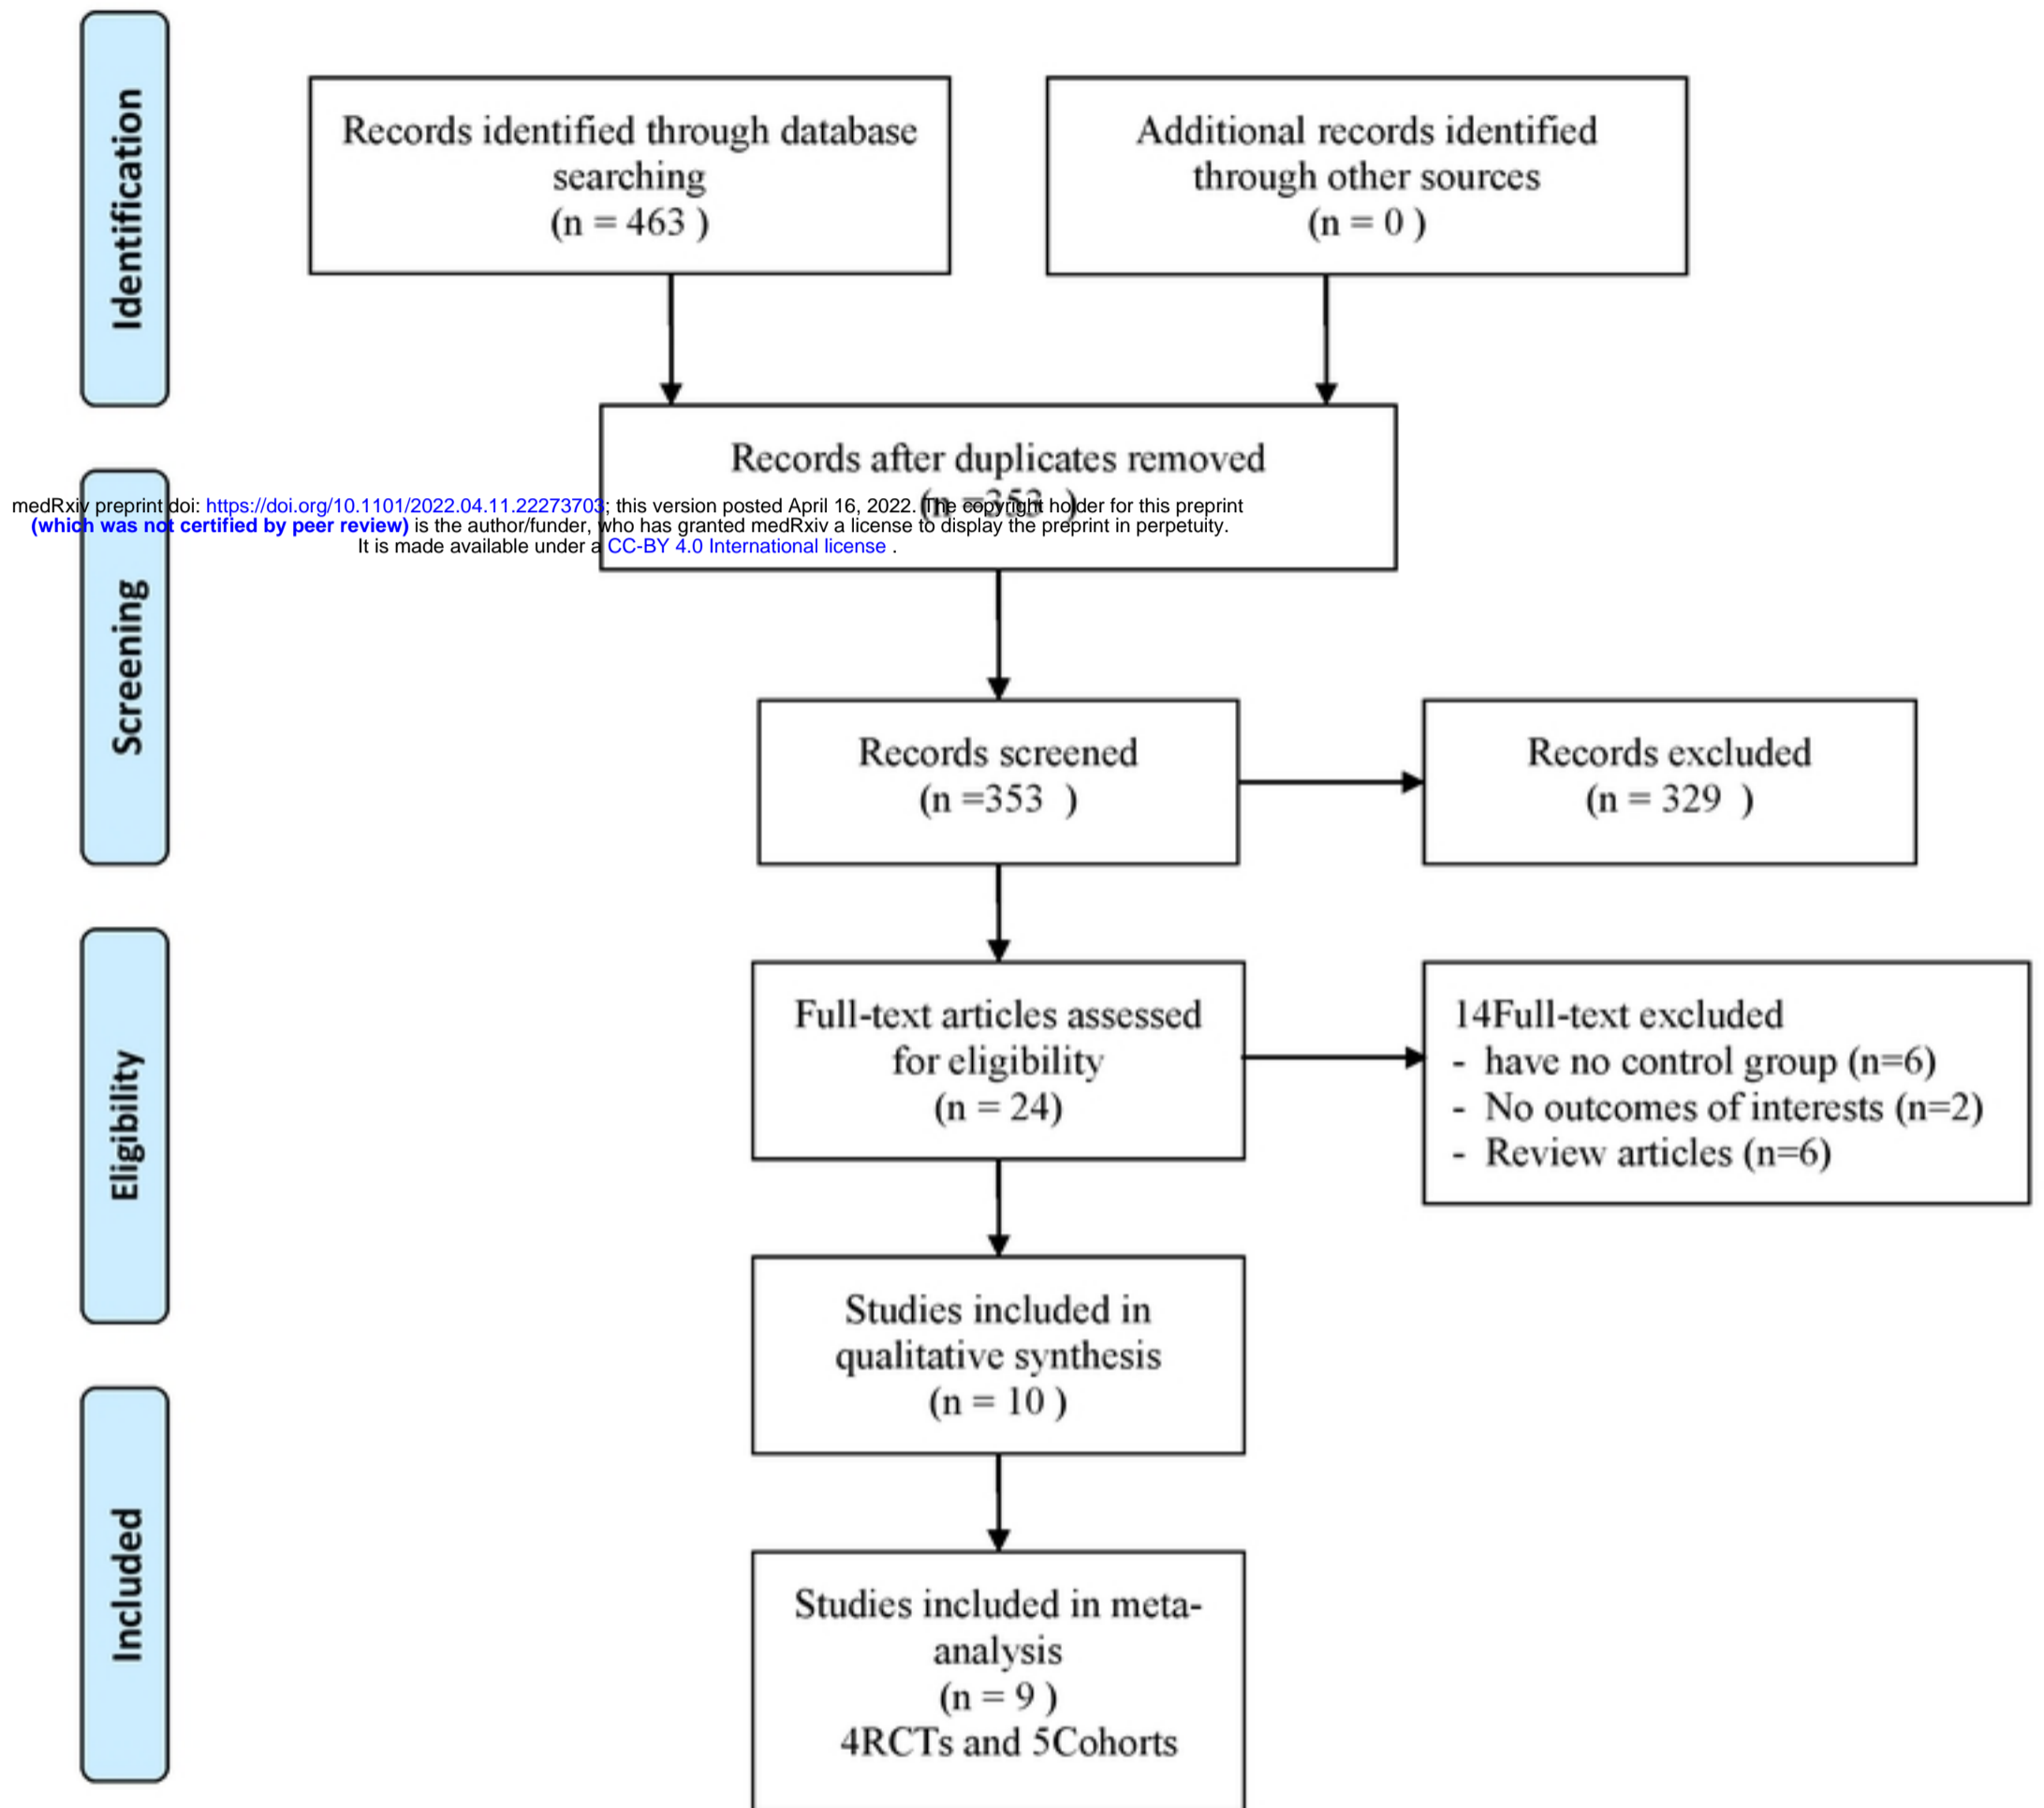 Identification
Records identified through database
searching
(n = 463 )
Additional records identified
through other sources
(n = 0 )
Records after duplicates removed
(n =353  )
medRxiv preprint doi: https://doi.org/10.1101/2022.04.11.22273703; this version posted April 16, 2022. The copyright holder for this preprint
(which was not certified by peer review) is the author/funder, who has granted medRxiv a license to display the preprint in perpetuity.
It is made available under a CC-BY 4.0 International license .
Screening
Records screened
(n =353  )
Records excluded
(n = 329  )
Eligibility
Full-text articles assessed
for eligibility
(n = 24)
14Full-text excluded
- have no control group (n=6)
- No outcomes of interests (n=2)
- Review articles (n=6)
Studies included in
qualitative synthesis
(n = 10 )
Included
Studies included in meta-
analysis
(n = 9 )
4RCTs and 5Cohorts